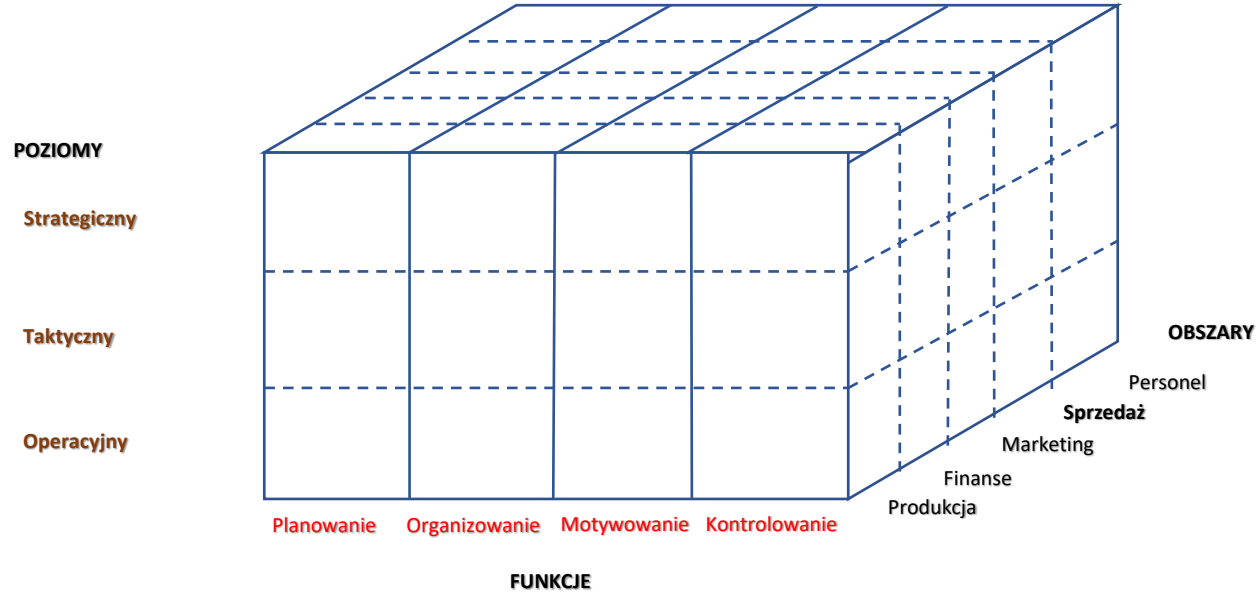 POZIOMY
Strategiczny
Taktyczny
OBSZARY
Personel
Sprzedaż
Operacyjny
Marketing
Finanse
Produkcja
Planowanie Organizowanie Motywowanie Kontrolowanie
FUNKCJE